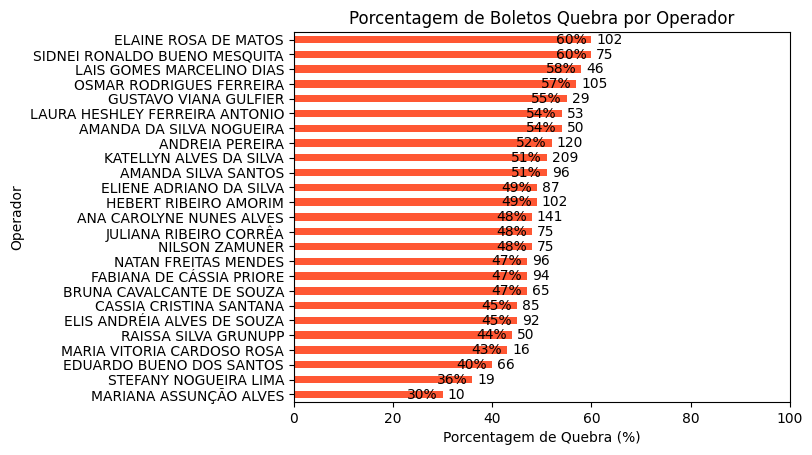 Porcentagem de Boletos Quebra por Operador
ELAINE ROSA DE MATOS 60% 102
SIDNEI RONALDO BUENO MESQUITA 60% 75
LAIS GOMES MARCELINO DIAS 58% 46
OSMAR RODRIGUES FERREIRA 57% 105
GUSTAVO VIANA GULFIER 55% 29
LAURA HESHLEY FERREIRA ANTONIO 54% 53
AMANDA DA SILVA NOGUEIRA 54% 50
ANDREIA PEREIRA 52% 120
KATELLYN ALVES DA SILVA 51% 209
AMANDA SILVA SANTOS 51% 96
ELIENE ADRIANO DA SILVA 49% 87
HEBERT RIBEIRO AMORIM 49% 102
ANA CAROLYNE NUNES ALVES 48% 141
JULIANA RIBEIRO CORRÊA 48% 75
NILSON ZAMUNER 48% 75
NATAN FREITAS MENDES 47% 96
FABIANA DE CÁSSIA PRIORE 47% 94
BRUNA CAVALCANTE DE SOUZA 47% 65
CASSIA CRISTINA SANTANA 45% 85
ELIS ANDRÉIA ALVES DE SOUZA 45% 92
RAISSA SILVA GRUNUPP 44% 50
MARIA VITORIA CARDOSO ROSA 43% 16
EDUARDO BUENO DOS SANTOS 40% 66
STEFANY NOGUEIRA LIMA 36% 19
MARIANA ASSUNÇÃO ALVES 30% 10
Operador
0 20 40 60 80 100
Porcentagem de Quebra (%)